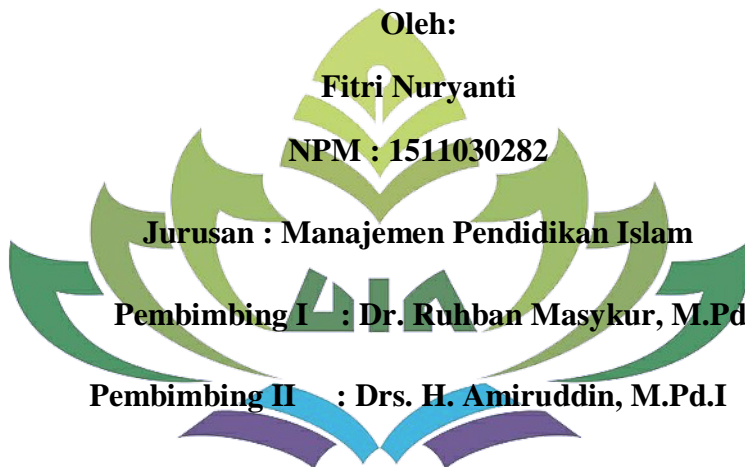 Oleh:
Fitri Nuryanti
NPM : 1511030282
Jurusan : Manajemen Pendidikan Islam
UIN
Pembimbing I : Dr. Ruhban Masykur, M.Pd
Pembimbing II : Drs. H. Amiruddin, M.Pd.I